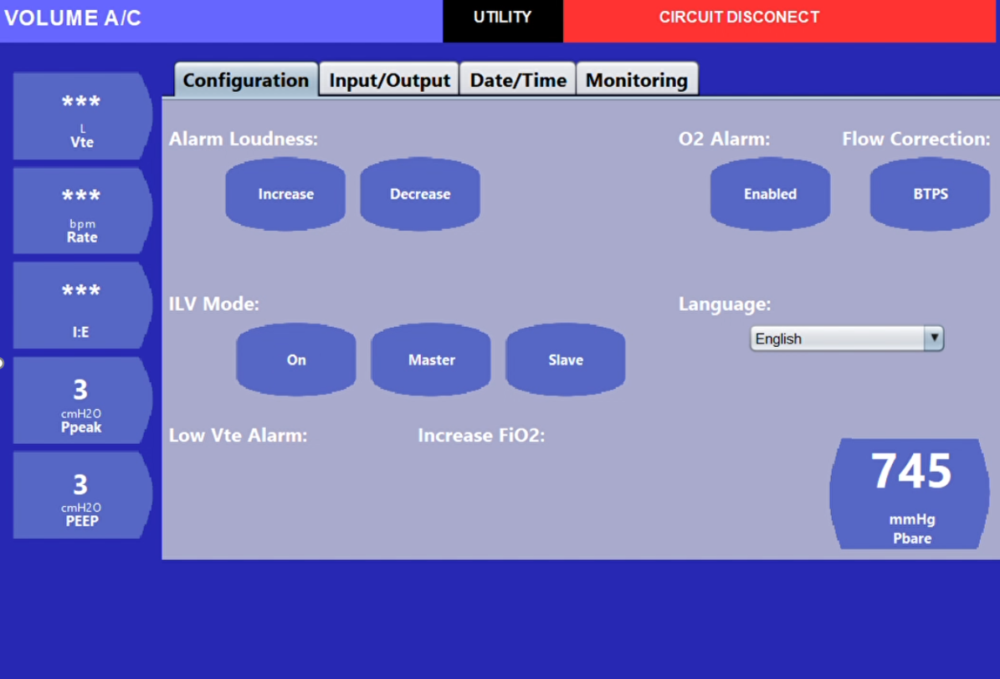 VOLUME A/C
UTILITY
CIRCUIT DISCONECT
Configuration
Input/Output
Date/Time
Monitoring
***
L
Vte
***
bpm
Rate
***
I:E
3
cmH2O
Ppeak
3
cmH2O
PEEP
Alarm Loudness:
Increase
Decrease
O2 Alarm:
Enabled
Flow Correction:
BTPS
ILV Mode:
On
Master
Slave
Language:
English
Low Vte Alarm:
Increase FiO2:
745
mmHg
Pbare